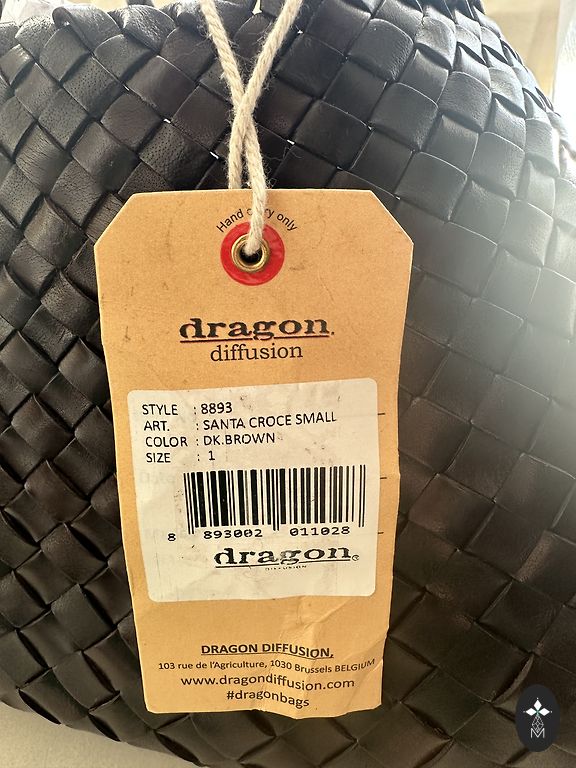 Hand carry only
dragon.
diffusion
STYLE : 8893
ART. : SANTA CROCE SMALL
COLOR : DK.BROWN
SIZE : 1
8 893002 011028
dragon®
DIFFUSION
DRAGON DIFFUSION.
103 rue de l'Agriculture, 1030 Brussels BELGIUM
www.dragondiffusion.com
#dragonbags
M